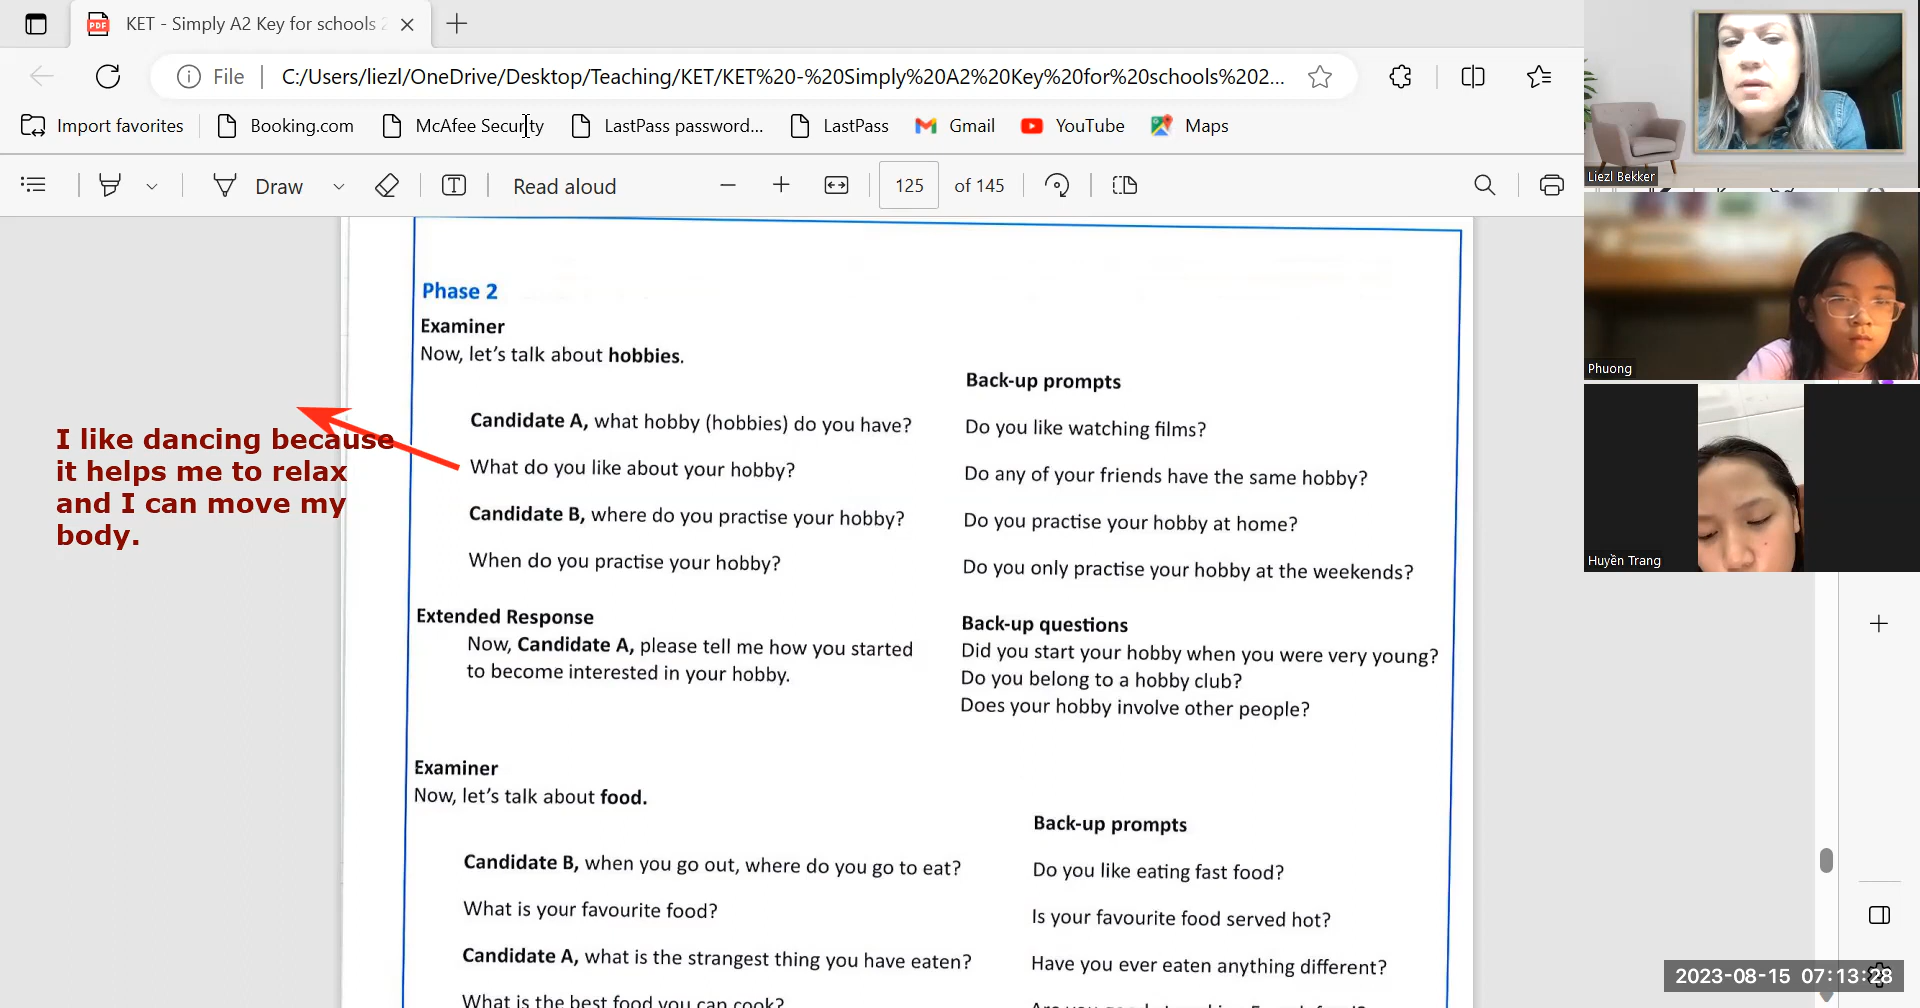 KET - Simply A2 Key for schools 2
File
C:/Users/liezl/OneDrive/Desktop/Teaching/KET/KET%20-%20Simply%20A2%20Key%20for%20schools%202...
Import favorites
Booking.com
McAfee Security
LastPass password...
LastPass
Gmail
YouTube
Maps
Draw
Read aloud
125 of 145
Liezl Bekker
Phuong
Huyền Trang
I like dancing because
it helps me to relax
and I can move my
body.
Phase 2
Examiner
Now, let's talk about hobbies.
Back-up prompts
Candidate A, what hobby (hobbies) do you have?
Do you like watching films?
What do you like about your hobby?
Do any of your friends have the same hobby?
Candidate B, where do you practise your hobby?
Do you practise your hobby at home?
When do you practise your hobby?
Do you only practise your hobby at the weekends?
Extended Response
Now, Candidate A, please tell me how you started
to become interested in your hobby.
Back-up questions
Did you start your hobby when you were very young?
Do you belong to a hobby club?
Does your hobby involve other people?
Examiner
Now, let's talk about food.
Back-up prompts
Candidate B, when you go out, where do you go to eat?
Do you like eating fast food?
What is your favourite food?
Is your favourite food served hot?
Candidate A, what is the strangest thing you have eaten?
Have you ever eaten anything different?
What is the best food you can cook?
2023-08-15 07:13:28